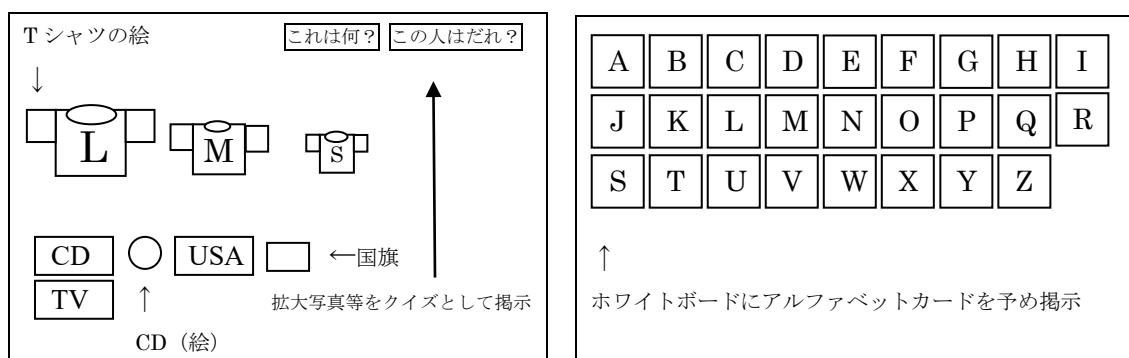 Tシャツの絵
これは何？ この人はだれ？
↓
L M S
CD USA ←国旗
TV ↑ 拡大写真等をクイズとして掲示
CD（絵）
A B C D E F G H I
J K L M N O P Q R
S T U V W X Y Z
↑
ホワイトボードにアルファベットカードを予め掲示